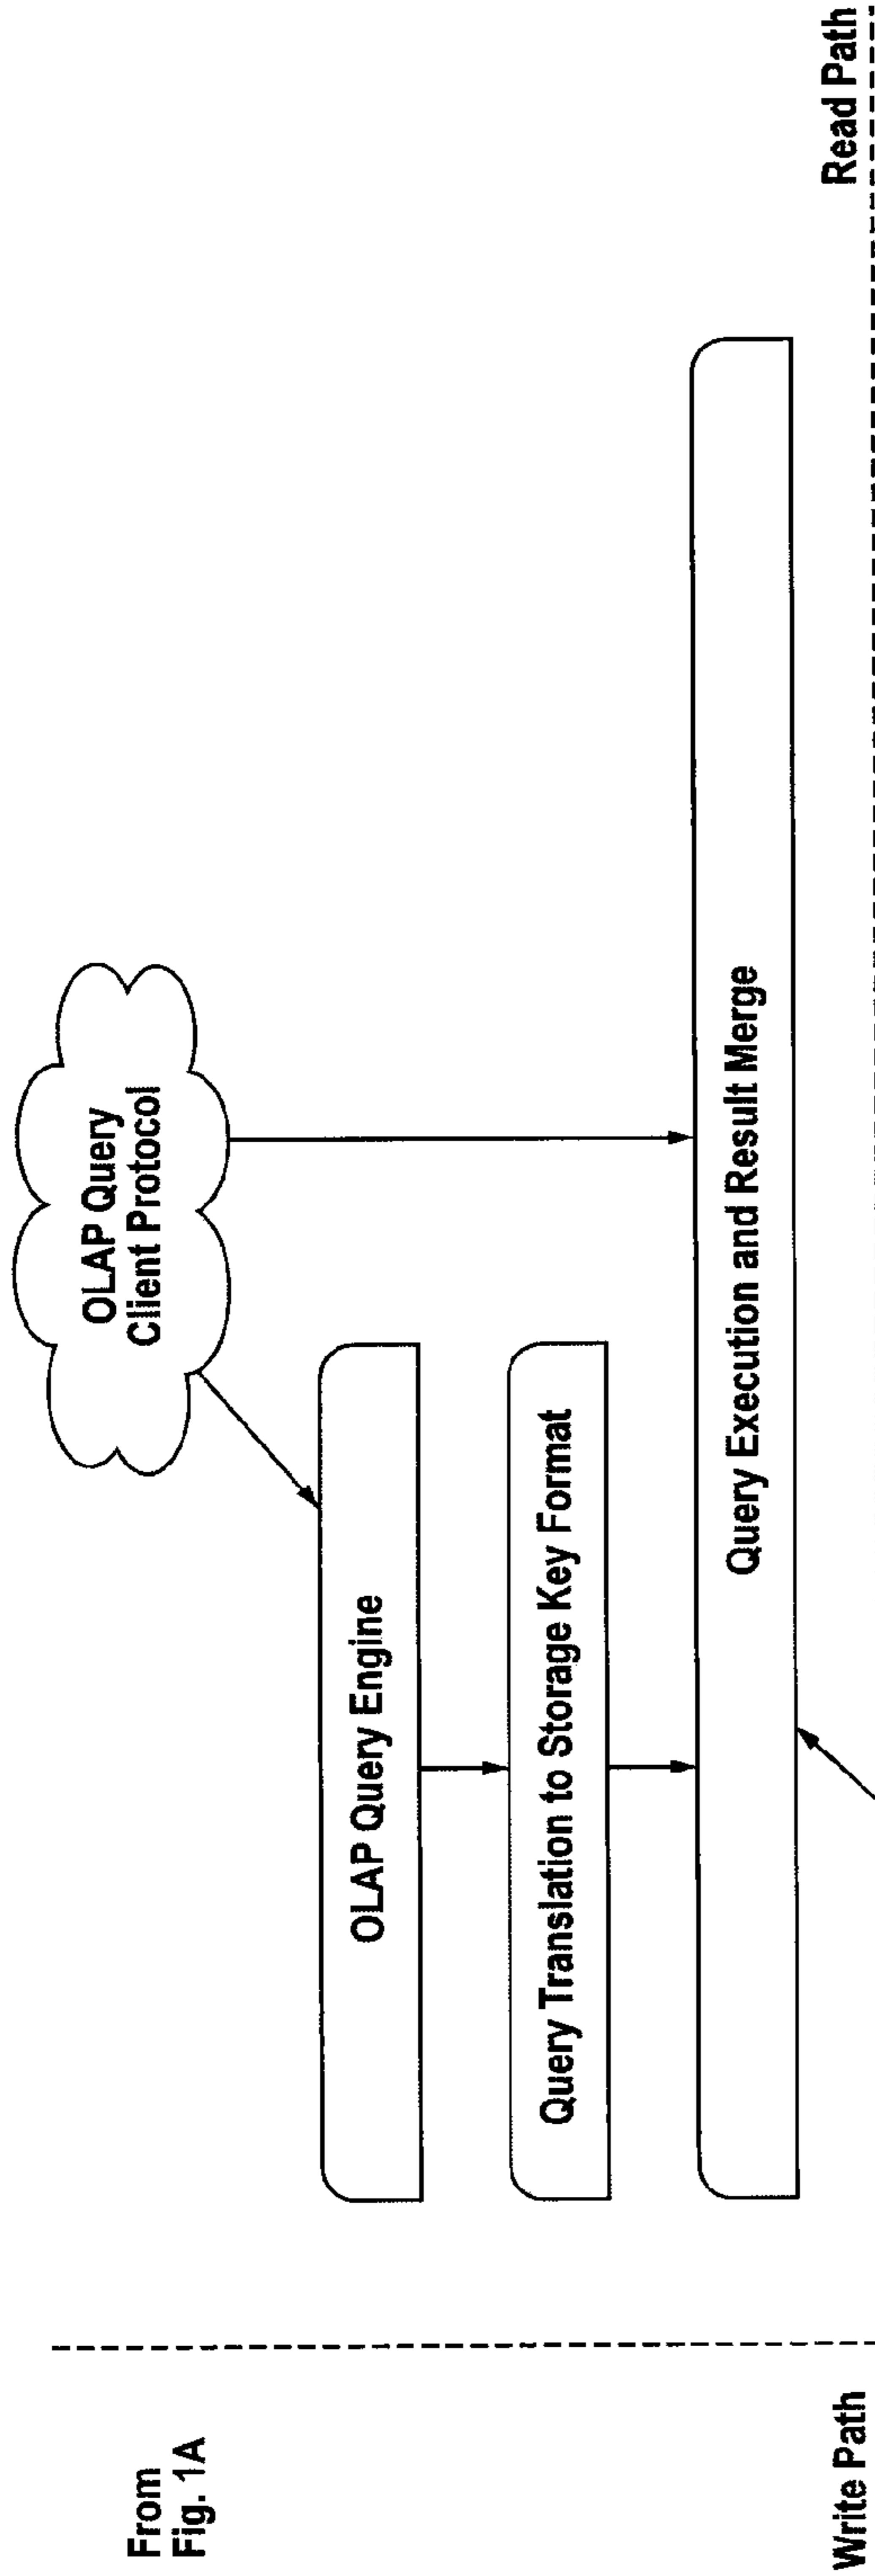 From
Fig. 1A
OLAP Query
Client Protocol
OLAP Query Engine
Query Translation to Storage Key Format
Query Execution and Result Merge
Write Path
Read Path